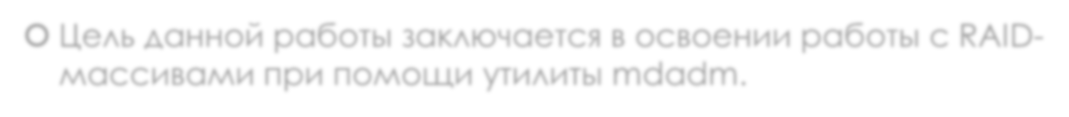 Цель данной работы заключается в освоении работы с RAID-
массивами при помощи утилиты mdadm.